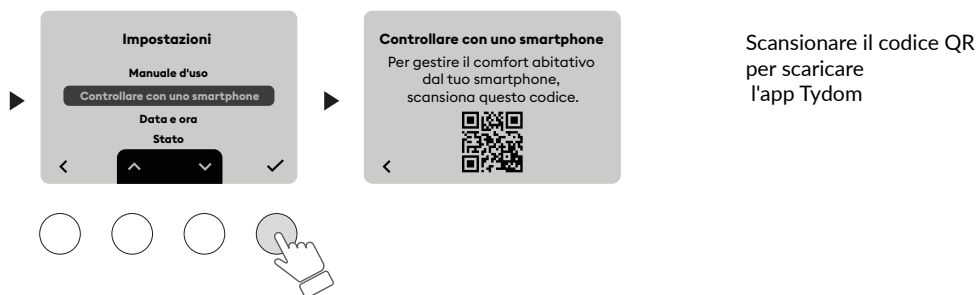 Impostazioni
Manuale d'uso
Controllare con uno smartphone
Data e ora
Stato
Controllare con uno smartphone
Per gestire il comfort abitativo
dal tuo smartphone,
scansiona questo codice.
Scansionare il codice QR
per scaricare
l'app Tydom